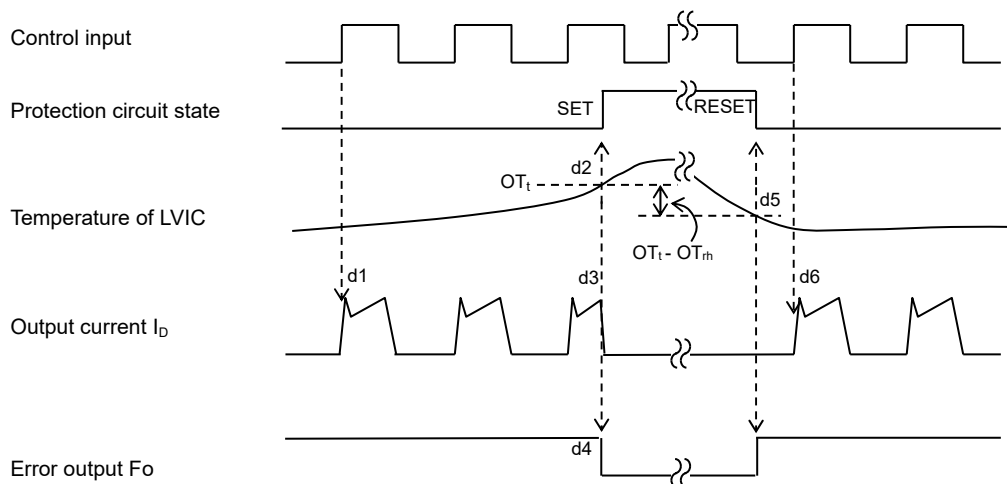 Control input
Protection circuit state
SET
RESET
Temperature of LVIC
OTt
d2
d5
OTt - OTrh
d1
d3
d6
Output current ID
d4
Error output Fo